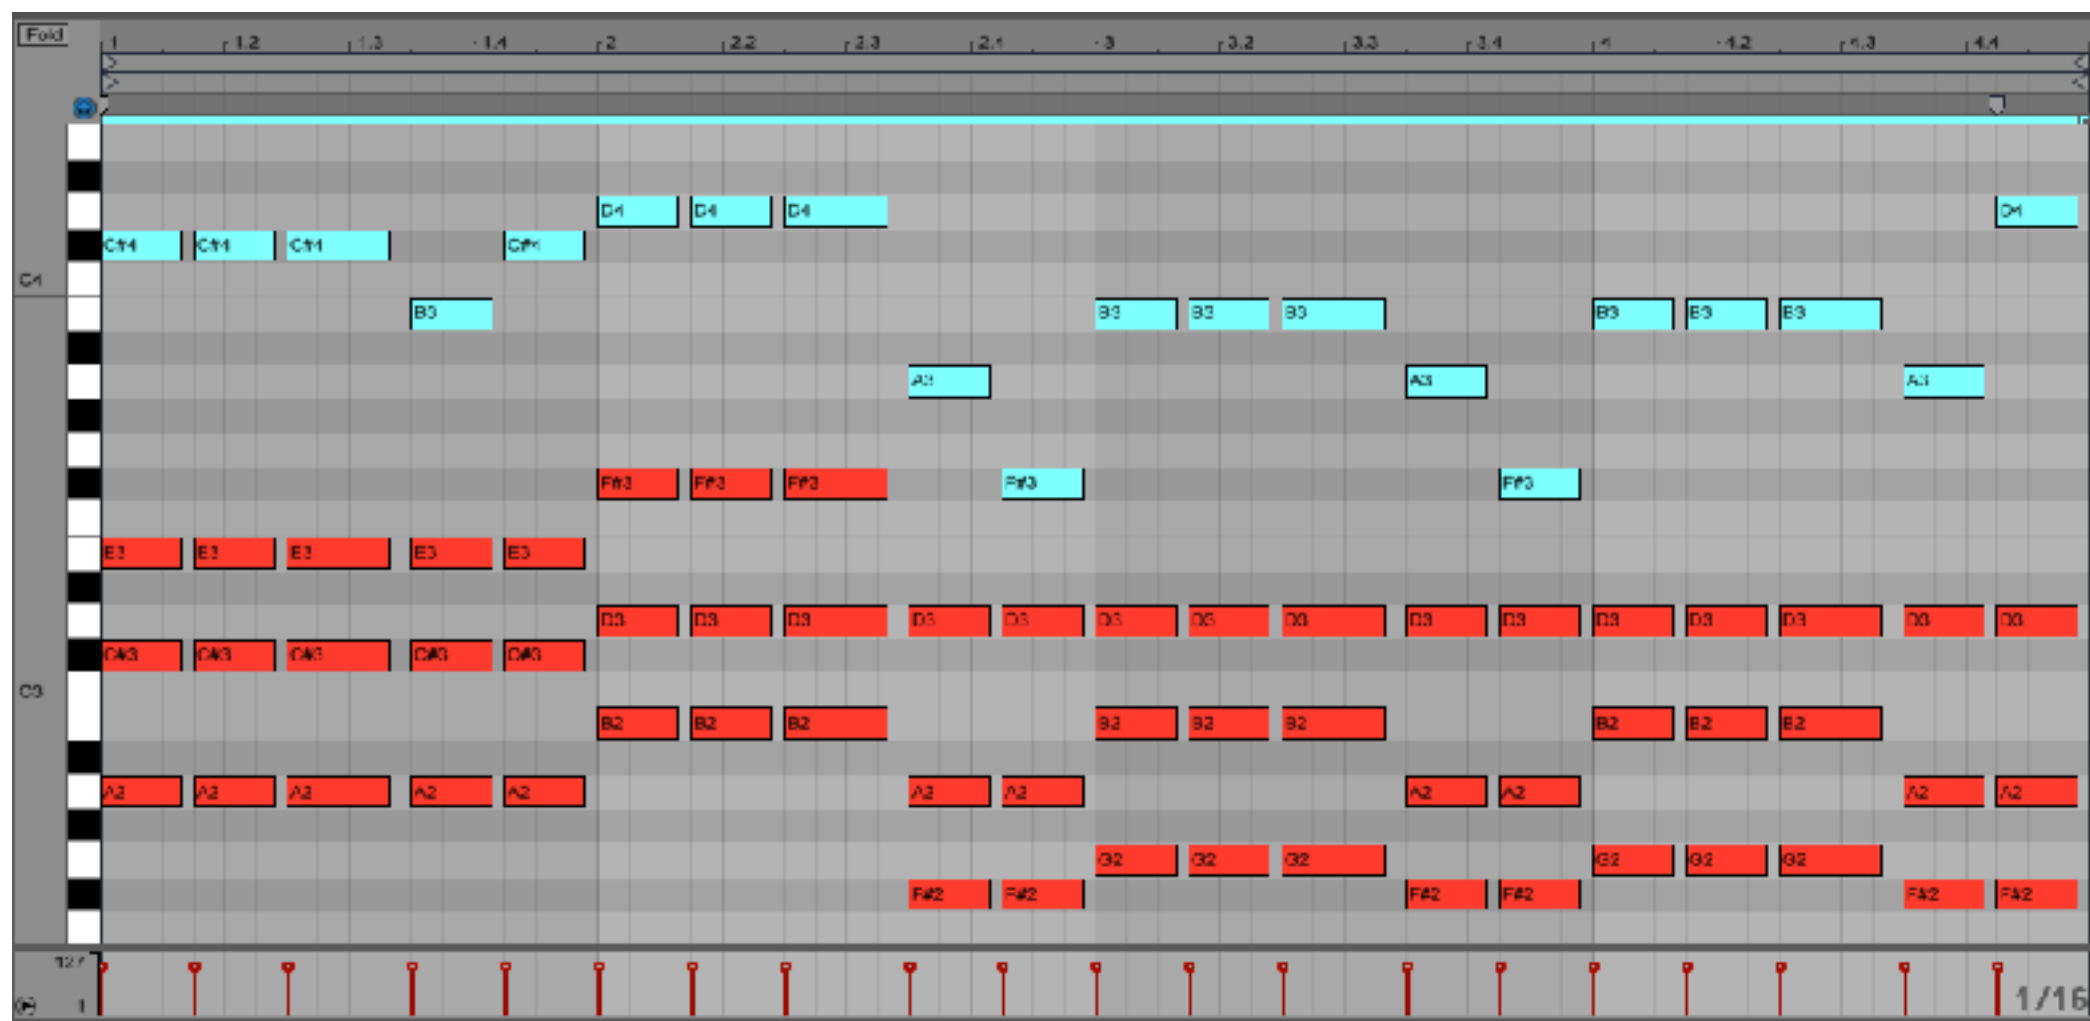 Fold 1 1.2 1.3 1.4 2 2.2 2.3 2.4 3 3.2 3.3 3.4 4 4.2 4.3 4.4
D4 D4 D4 D4
C#4 C#4 C#4 C#4
C4
B3 B3 B3 B3 B3 B3 B3
A3 A3 A3
F#3 F#3 F#3 F#3 F#3
E3 E3 E3 E3 E3
D3 D3 D3 D3 D3 D3 D3 D3 D3 D3 D3 D3 D3 D3 D3
C#3 C#3 C#3 C#3 C#3
C3
B2 B2 B2 B2 B2 B2 B2 B2 B2
A2 A2 A2 A2 A2 A2 A2 A2 A2 A2 A2
G2 G2 G2 G2 G2 G2
F#2 F#2 F#2 F#2 F#2 F#2
127
1 1/16